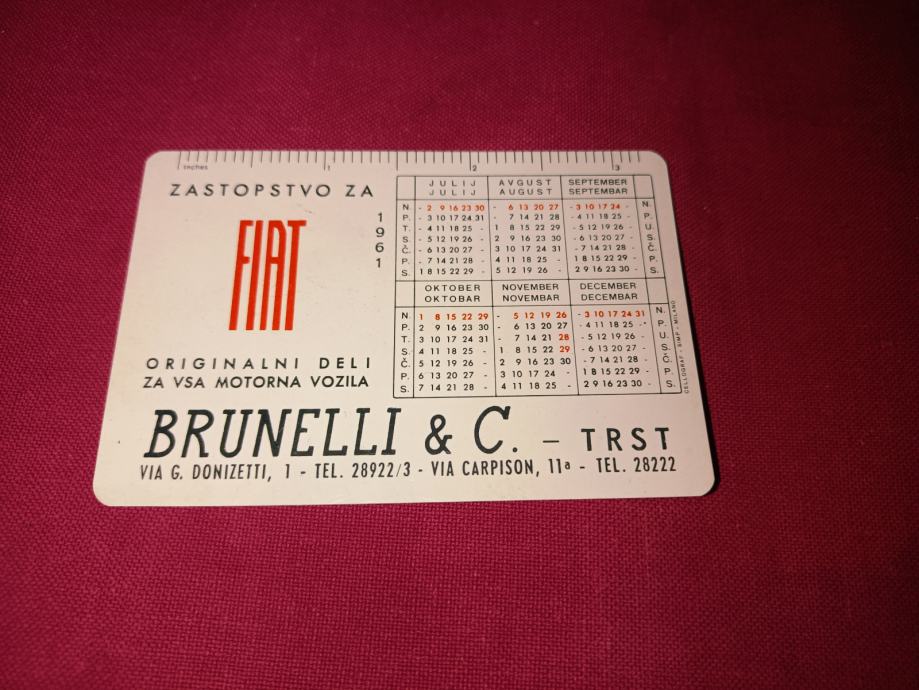 Inches 1 2 3
ZASTOPSTVO ZA
FIAT
1961
ORIGINALNI DELI
ZA VSA MOTORNA VOZILA
JULIJ AVGUST SEPTEMBER
JULIJ AUGUST SEPTEMBAR
N. - 2 9 16 23 30 - 6 13 20 27 - 3 10 17 24 - N.
P. - 3 10 17 24 31 - 7 14 21 28 - 4 11 18 25 - P.
T. - 4 11 18 25 - 1 8 15 22 29 - 5 12 19 26 - U.
S. - 5 12 19 26 - 2 9 16 23 30 - 6 13 20 27 - S.
Č. - 6 13 20 27 - 3 10 17 24 31 - 7 14 21 28 - Č.
P. - 7 14 21 28 - 4 11 18 25 - 1 8 15 22 29 - P.
S. 1 8 15 22 29 - 5 12 19 26 - 2 9 16 23 30 - S.
OKTOBER NOVEMBER DECEMBER
OKTOBAR NOVEMBAR DECEMBAR
N. 1 8 15 22 29 - 5 12 19 26 - 3 10 17 24 31 N.
P. 2 9 16 23 30 - 6 13 20 27 - 4 11 18 25 - P.
T. 3 10 17 24 31 - 7 14 21 28 - 5 12 19 26 - U.
S. 4 11 18 25 - 1 8 15 22 29 - 6 13 20 27 - S.
Č. 5 12 19 26 - 2 9 16 23 30 - 7 14 21 28 - Č.
P. 6 13 20 27 - 3 10 17 24 - 1 8 15 22 29 - P.
S. 7 14 21 28 - 4 11 18 25 - 2 9 16 23 30 - S.
CELLOGRAF - SIMP - MILANO
BRUNELLI & C. - TRST
VIA G. DONIZETTI, 1 - TEL. 28922/3 - VIA CARPISON, 11a - TEL. 28222